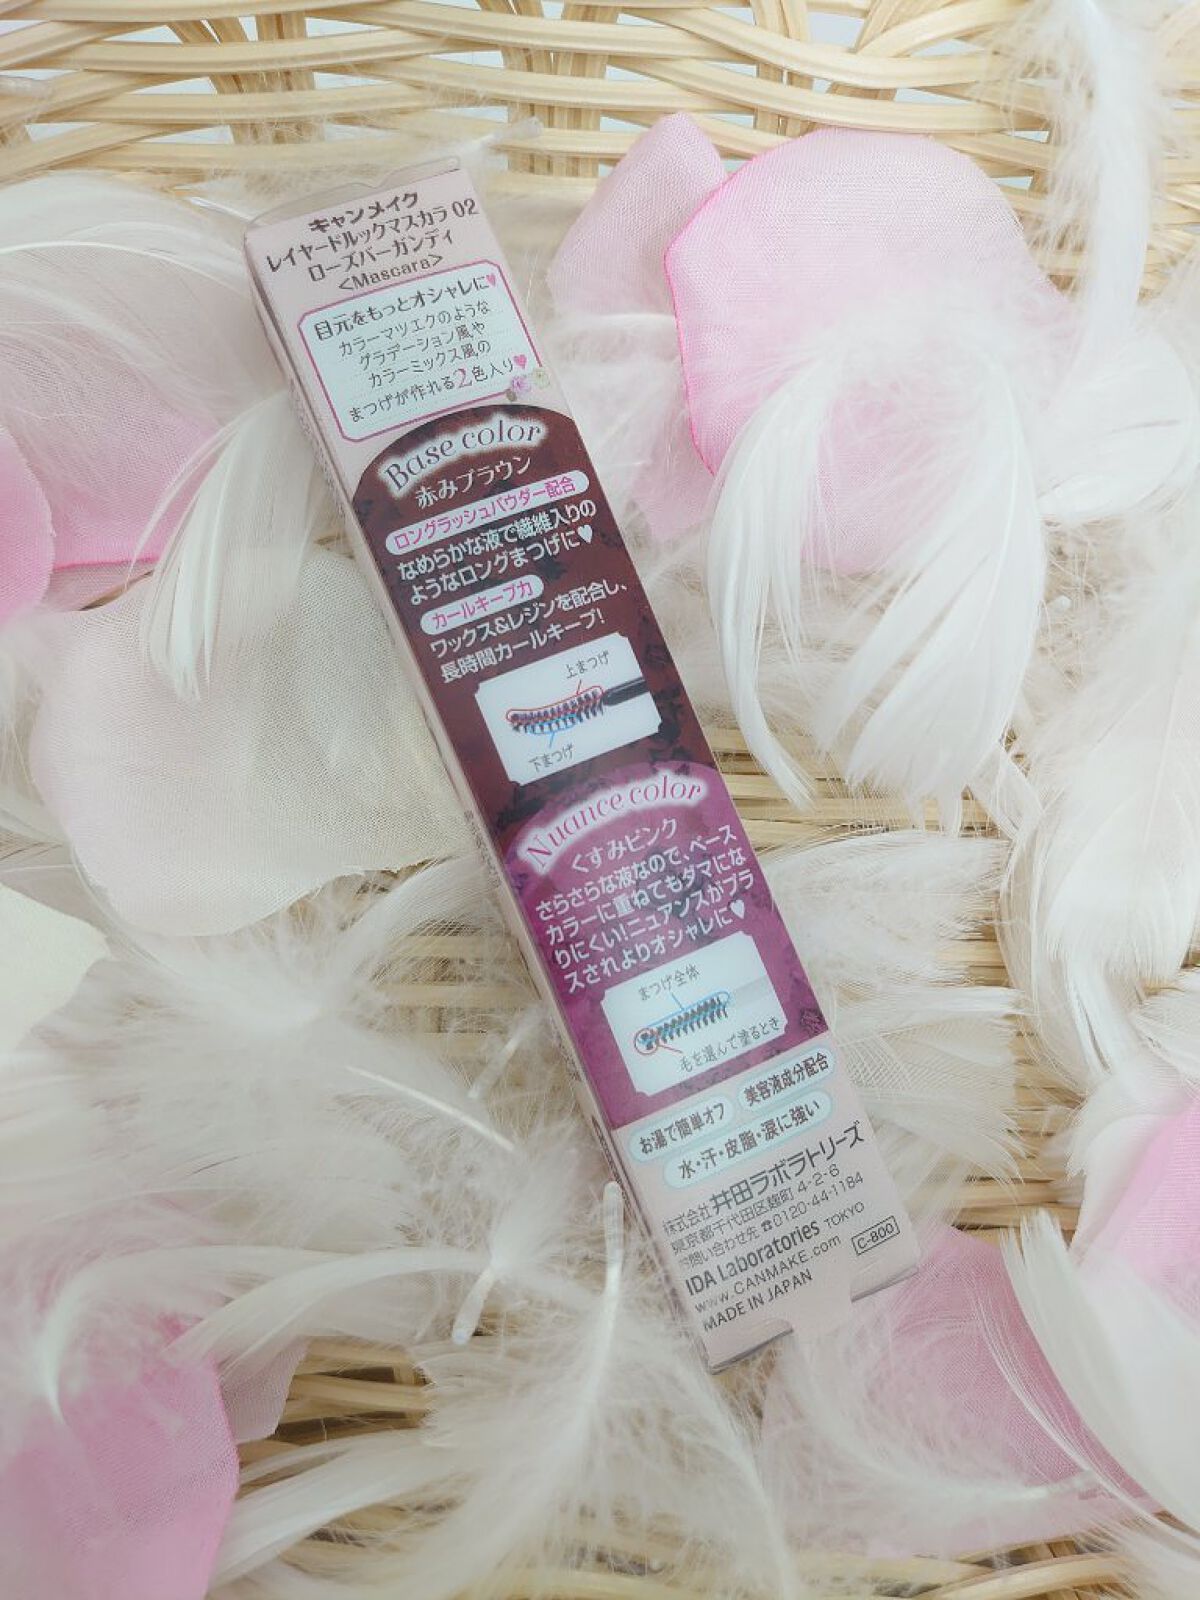 キャンメイク
レイヤードルックマスカラ 02
ローズバーガンディ
<Mascara>
目元をもっとオシャレに♥
カラーマツエクのような
グラデーション風や
カラーミックス風の
まつげが作れる2色入り♥
Base color
赤みブラウン
ロングラッシュパウダー配合
なめらかな液で繊維入りの
ようなロングまつげに♥
カールキープ力
ワックス&レジンを配合し、
長時間カールキープ!
上まつげ
下まつげ
Nuance color
くすみピンク
さらさらな液なので、ベース
カラーに重ねてもダマにな
りにくい!ニュアンスがプラ
スされよりオシャレに♥
まつげ全体
毛を選んで塗るとき
お湯で簡単オフ 美容液成分配合
水・汗・皮脂・涙に強い
株式会社井田ラボラトリーズ
東京都千代田区麹町 4-2-6
お問い合わせ先 ☎0120-44-1184
IDA Laboratories TOKYO
www.CANMAKE.com C-800
MADE IN JAPAN